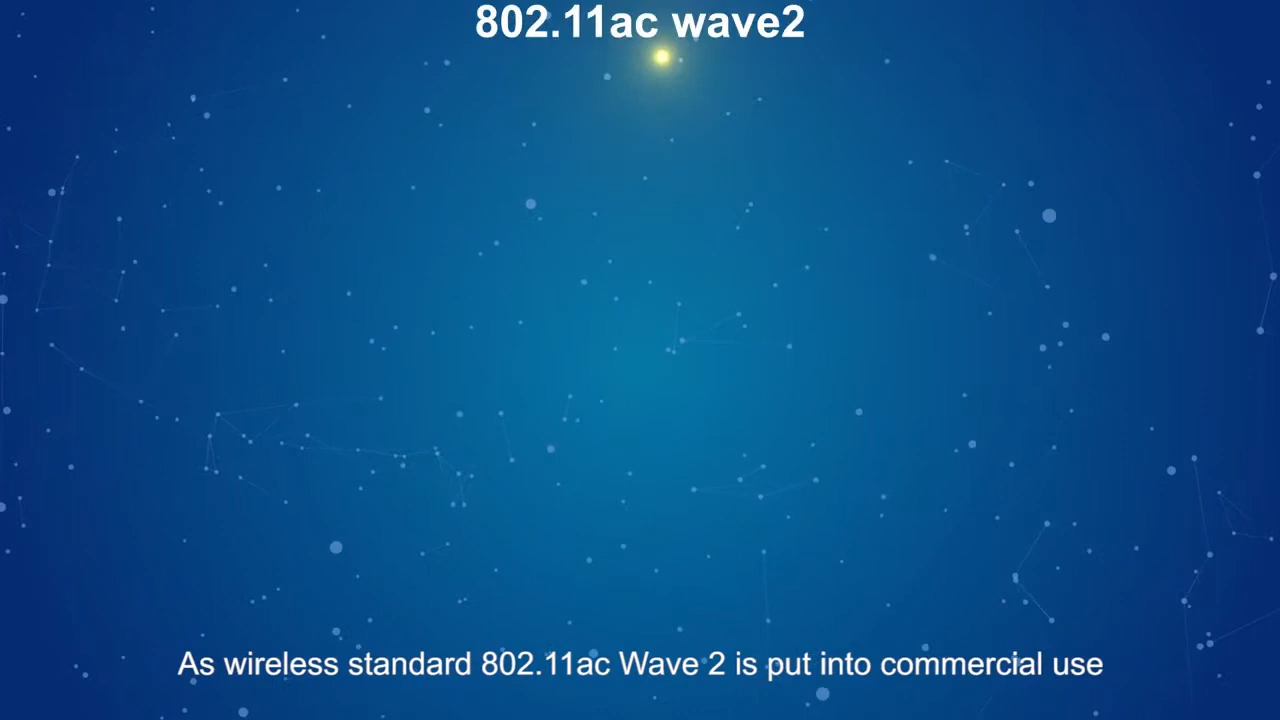 802.11ac wave2
As wireless standard 802.11ac Wave 2 is put into commercial use